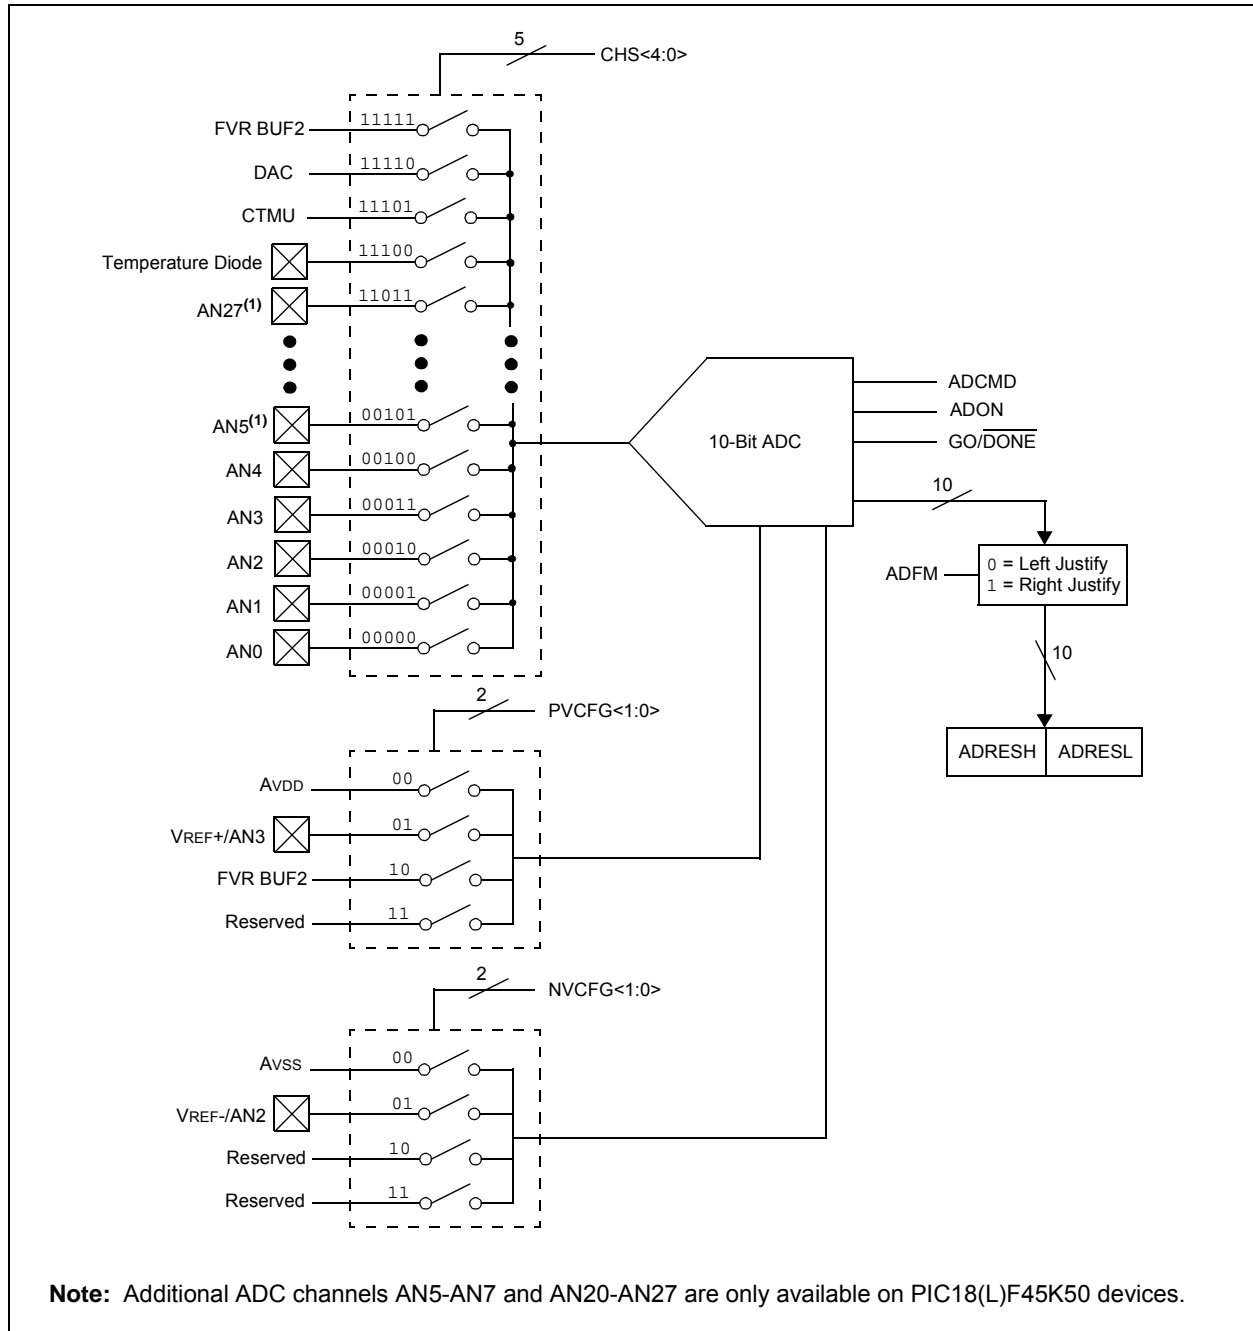 5
CHS<4:0>
FVR BUF2 11111
DAC 11110
CTMU 11101
Temperature Diode 11100
AN27(1) 11011
AN5(1) 00101
AN4 00100
AN3 00011
AN2 00010
AN1 00001
AN0 00000
10-Bit ADC
ADCMD
ADON
GO/DONE
10
ADFM
0 = Left Justify
1 = Right Justify
10
ADRESH ADRESL
2
PVCFG<1:0>
AVDD 00
VREF+/AN3 01
FVR BUF2 10
Reserved 11
2
NVCFG<1:0>
AVSS 00
VREF-/AN2 01
Reserved 10
Reserved 11
Note: Additional ADC channels AN5-AN7 and AN20-AN27 are only available on PIC18(L)F45K50 devices.